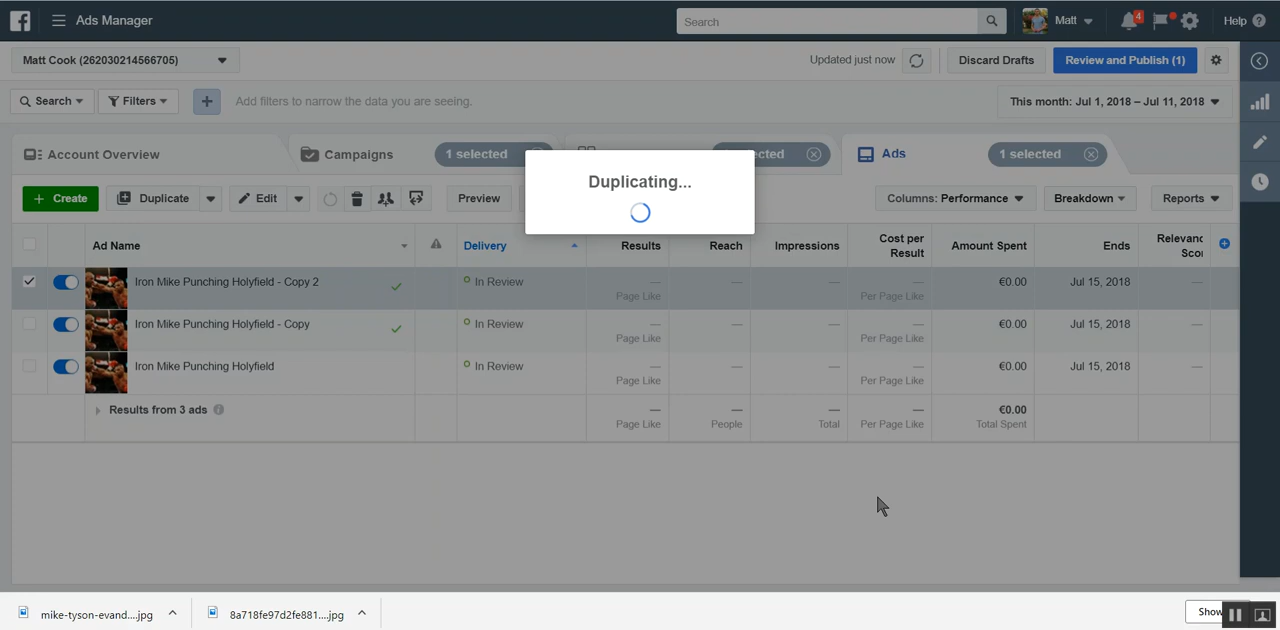 Ads Manager
Search
Matt
4
Help
Matt Cook (262030214566705)
Updated just now
Discard Drafts
Review and Publish (1)
Search
Filters
Add filters to narrow the data you are seeing.
This month: Jul 1, 2018 – Jul 11, 2018
Account Overview
Campaigns
1 selected
Ads
1 selected
Duplicating...
Create
Duplicate
Edit
Preview
Columns: Performance
Breakdown
Reports
Ad Name
Delivery
Results
Reach
Impressions
Cost per
Result
Amount Spent
Ends
Iron Mike Punching Holyfield - Copy 2
In Review
—
Page Like
—
—
—
Per Page Like
€0.00
Jul 15, 2018
—
Iron Mike Punching Holyfield - Copy
In Review
—
Page Like
—
—
—
Per Page Like
€0.00
Jul 15, 2018
—
Iron Mike Punching Holyfield
In Review
—
Page Like
—
—
—
Per Page Like
€0.00
Jul 15, 2018
—
Results from 3 ads
—
Page Like
—
People
—
Total
—
Per Page Like
€0.00
Total Spent
mike-tyson-evand....jpg
8a718fe97d2fe881....jpg